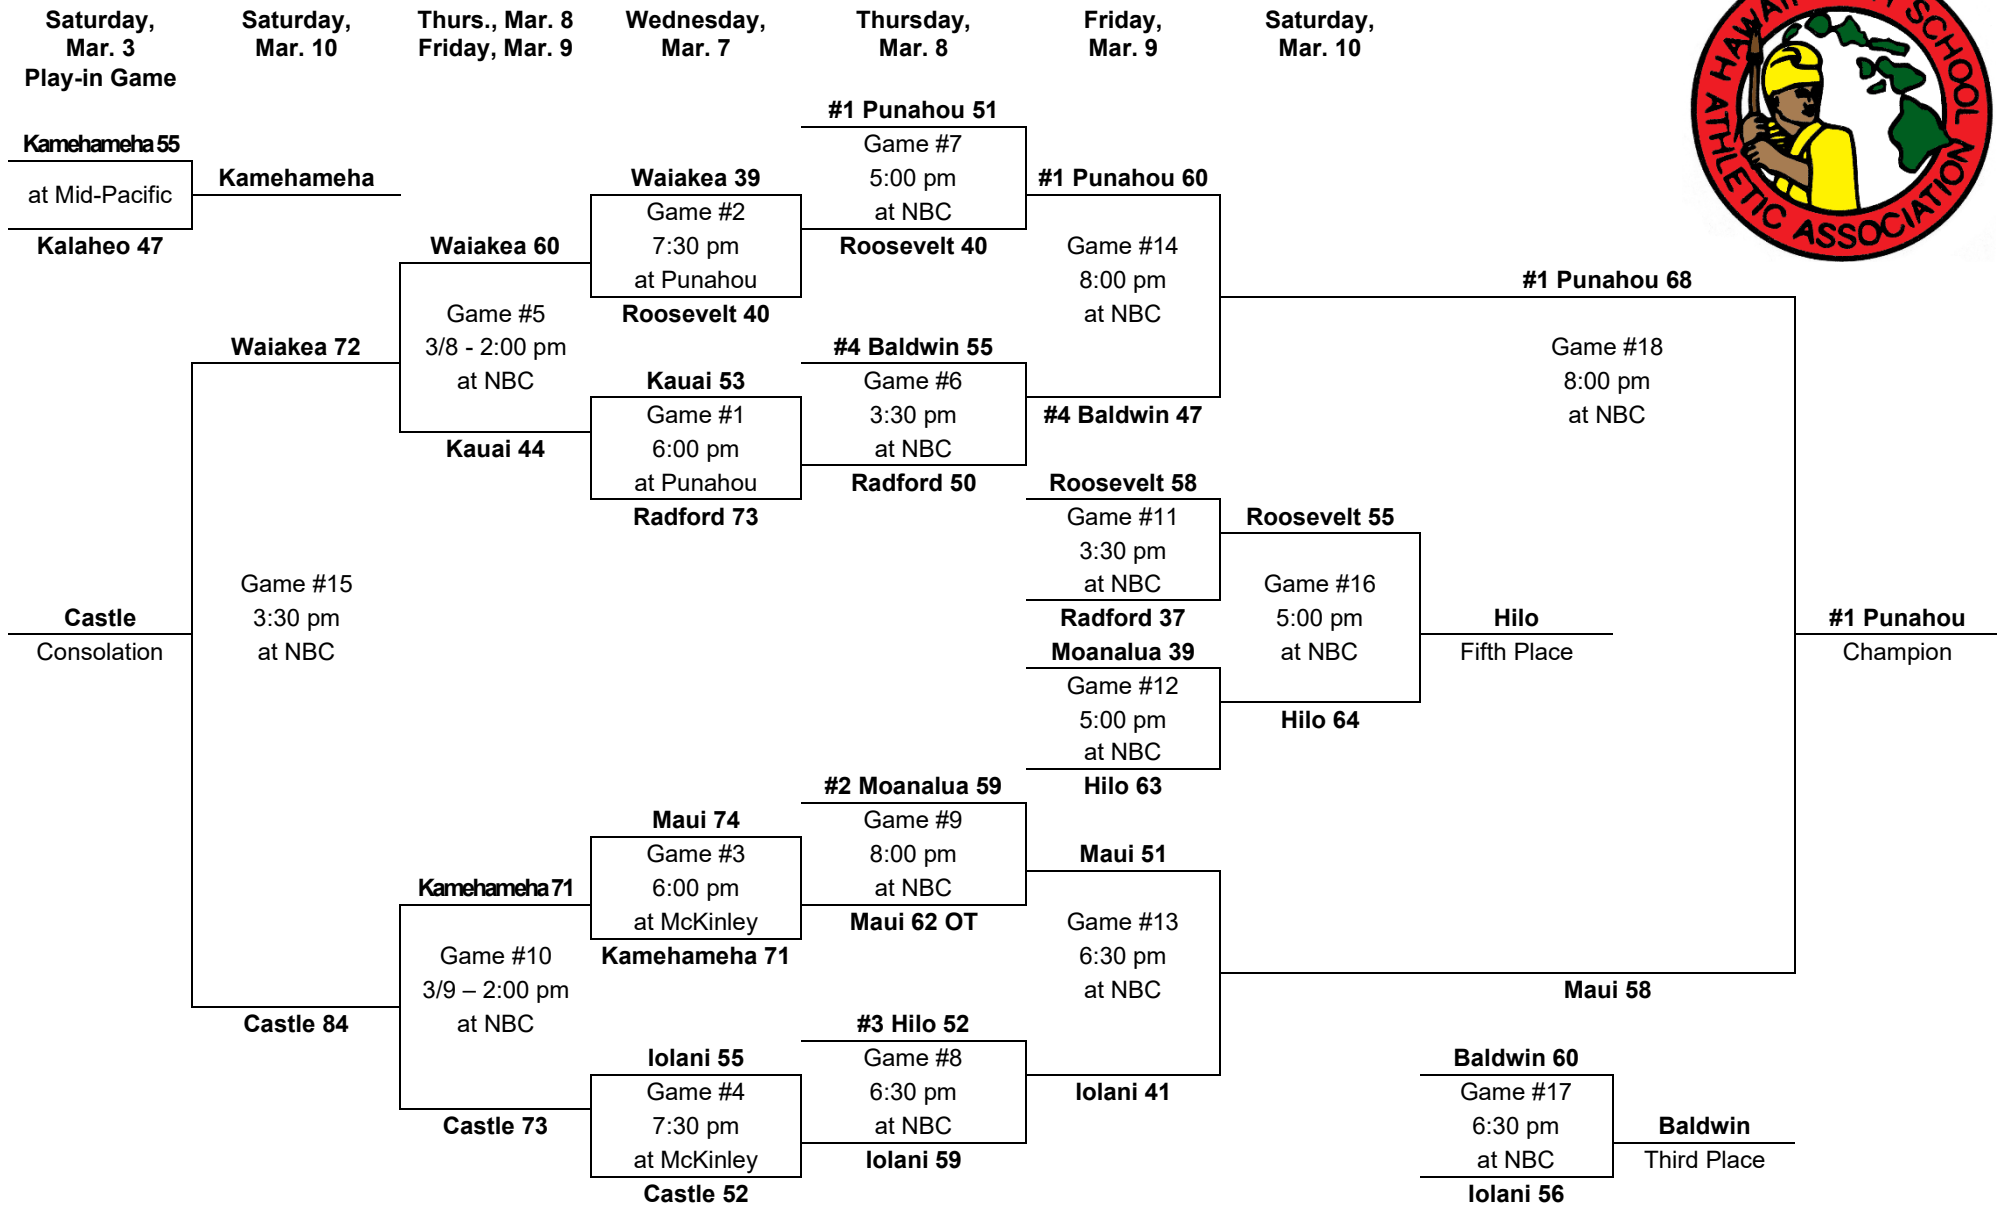 Saturday,
Mar. 3
Play-in Game
Saturday,
Mar. 10
Thurs., Mar. 8
Friday, Mar. 9
Wednesday,
Mar. 7
Thursday,
Mar. 8
Friday,
Mar. 9
Saturday,
Mar. 10
HAWAII SCHOOL
ATHLETIC ASSOCIATION
Kamehameha 55
at Mid-Pacific
Kalaheo 47
Kamehameha
Waiakea 60
Game #5
3/8 - 2:00 pm
at NBC
Kauai 44
Waiakea 39
Game #2
7:30 pm
at Punahou
Roosevelt 40
Kauai 53
Game #1
6:00 pm
at Punahou
Radford 73
#1 Punahou 51
Game #7
5:00 pm
at NBC
Roosevelt 40
#4 Baldwin 55
Game #6
3:30 pm
at NBC
Radford 50
#1 Punahou 60
Game #14
8:00 pm
at NBC
#4 Baldwin 47
#1 Punahou 68
Game #18
8:00 pm
at NBC
Maui 58
#1 Punahou
Champion
Roosevelt 58
Game #11
3:30 pm
at NBC
Radford 37
Moanalua 39
Game #12
5:00 pm
at NBC
Hilo 63
Roosevelt 55
Game #16
5:00 pm
at NBC
Hilo 64
Hilo
Fifth Place
Waiakea 72
Game #15
3:30 pm
at NBC
Castle 84
Castle
Consolation
Kamehameha 71
Game #10
3/9 – 2:00 pm
at NBC
Castle 73
Maui 74
Game #3
6:00 pm
at McKinley
Kamehameha 71
Iolani 55
Game #4
7:30 pm
at McKinley
Castle 52
#2 Moanalua 59
Game #9
8:00 pm
at NBC
Maui 62 OT
#3 Hilo 52
Game #8
6:30 pm
at NBC
Iolani 59
Maui 51
Game #13
6:30 pm
at NBC
Iolani 41
Baldwin 60
Game #17
6:30 pm
at NBC
Iolani 56
Baldwin
Third Place